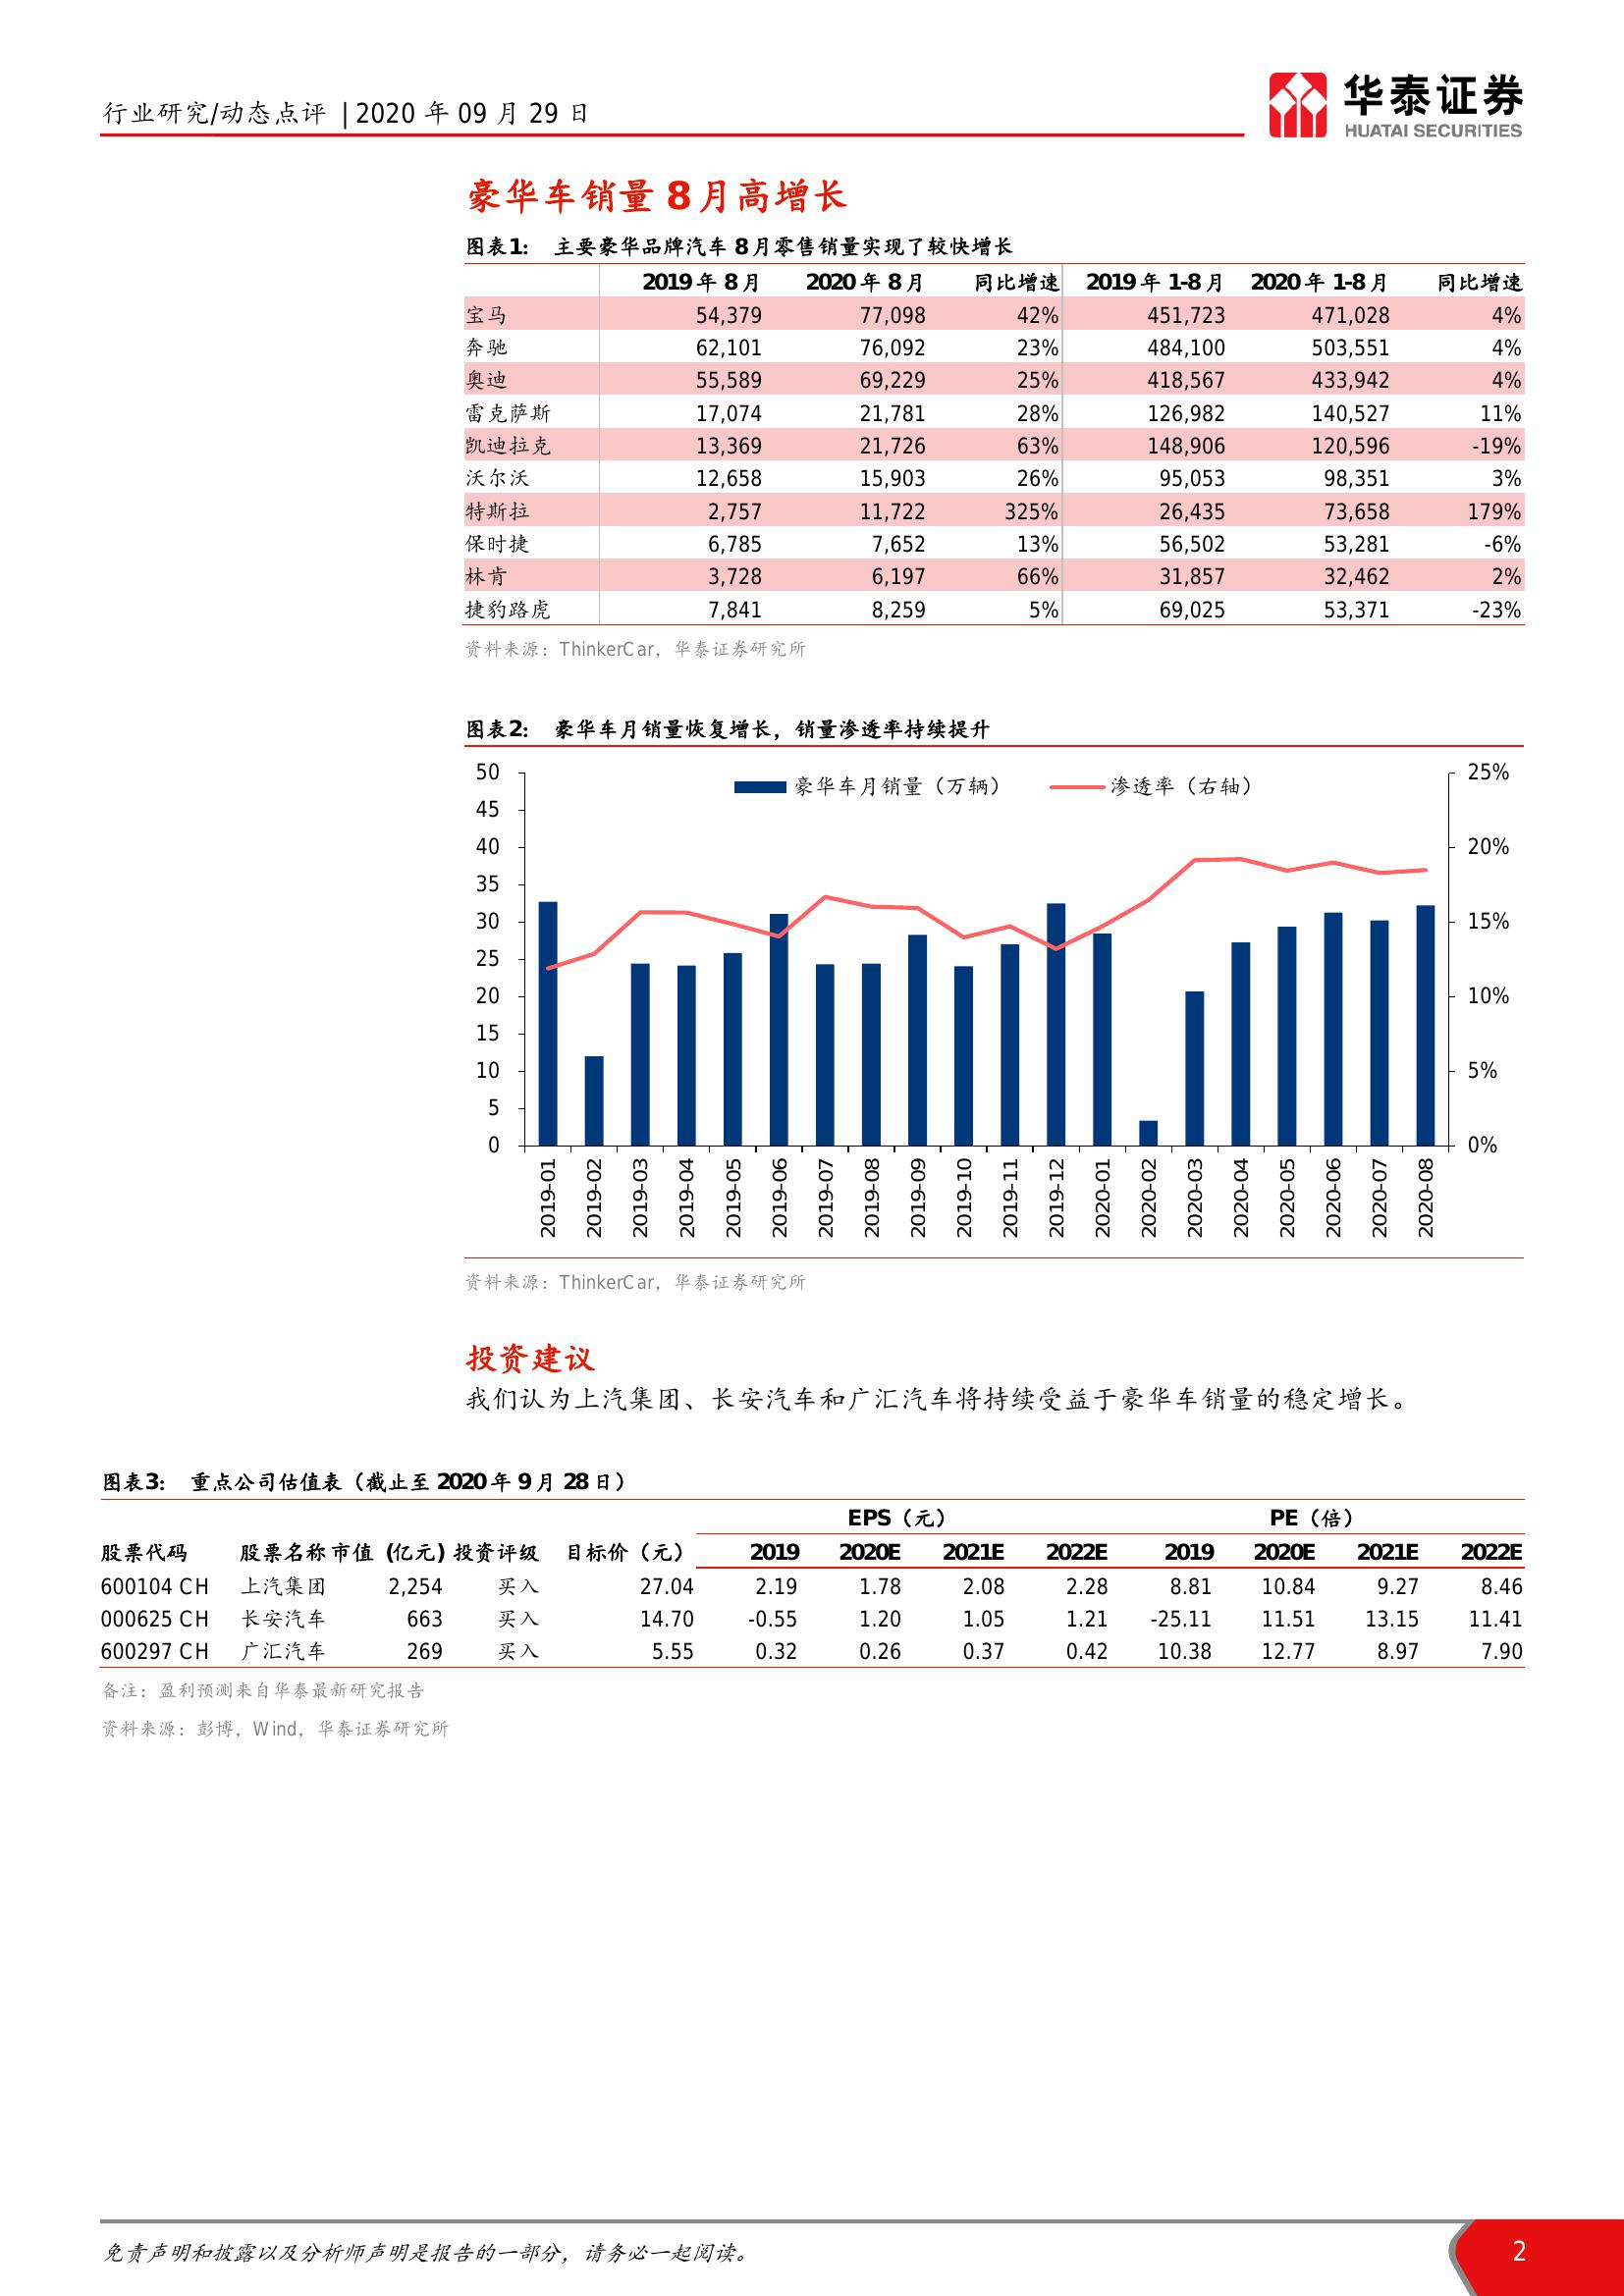 行业研究/动态点评 | 2020 年 09 月 29 日
华泰证券
HUATAI SECURITIES
豪华车销量 8 月高增长
图表1: 主要豪华品牌汽车 8 月零售销量实现了较快增长
2019 年 8 月 2020 年 8 月 同比增速 2019 年 1-8 月 2020 年 1-8 月 同比增速
宝马 54,379 77,098 42% 451,723 471,028 4%
奔驰 62,101 76,092 23% 484,100 503,551 4%
奥迪 55,589 69,229 25% 418,567 433,942 4%
雷克萨斯 17,074 21,781 28% 126,982 140,527 11%
凯迪拉克 13,369 21,726 63% 148,906 120,596 -19%
沃尔沃 12,658 15,903 26% 95,053 98,351 3%
特斯拉 2,757 11,722 325% 26,435 73,658 179%
保时捷 6,785 7,652 13% 56,502 53,281 -6%
林肯 3,728 6,197 66% 31,857 32,462 2%
捷豹路虎 7,841 8,259 5% 69,025 53,371 -23%
资料来源：ThinkerCar，华泰证券研究所
图表2: 豪华车月销量恢复增长，销量渗透率持续提升
豪华车月销量（万辆） 渗透率（右轴）
50 25%
45
40 20%
35
30 15%
25
20 10%
15
10 5%
5
0 0%
2019-01 2019-02 2019-03 2019-04 2019-05 2019-06 2019-07 2019-08 2019-09 2019-10 2019-11 2019-12 2020-01 2020-02 2020-03 2020-04 2020-05 2020-06 2020-07 2020-08
资料来源：ThinkerCar，华泰证券研究所
投资建议
我们认为上汽集团、长安汽车和广汇汽车将持续受益于豪华车销量的稳定增长。
图表3: 重点公司估值表（截止至 2020 年 9 月 28 日）
EPS（元） PE（倍）
股票代码 股票名称 市值 (亿元) 投资评级 目标价（元） 2019 2020E 2021E 2022E 2019 2020E 2021E 2022E
600104 CH 上汽集团 2,254 买入 27.04 2.19 1.78 2.08 2.28 8.81 10.84 9.27 8.46
000625 CH 长安汽车 663 买入 14.70 -0.55 1.20 1.05 1.21 -25.11 11.51 13.15 11.41
600297 CH 广汇汽车 269 买入 5.55 0.32 0.26 0.37 0.42 10.38 12.77 8.97 7.90
备注：盈利预测来自华泰最新研究报告
资料来源：彭博，Wind，华泰证券研究所
免责声明和披露以及分析师声明是报告的一部分，请务必一起阅读。
2